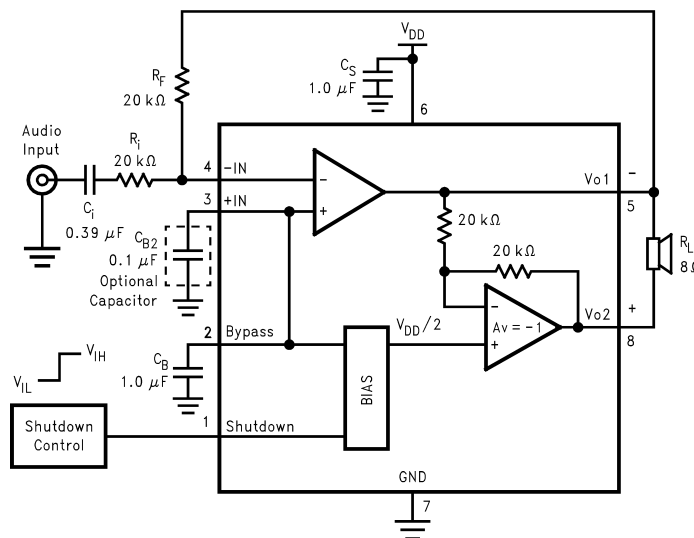 V_DD
C_S
1.0 μF
6
R_F
20 kΩ
Audio
Input
R_i
20 kΩ
C_i
0.39 μF
4
-IN
3
+IN
-
+
Vo1
-
5
20 kΩ
20 kΩ
R_L
8Ω
C_B2
0.1 μF
Optional
Capacitor
-
Av = -1
+
Vo2
+
8
2
Bypass
V_DD/2
C_B
1.0 μF
BIAS
V_IH
V_IL
1
Shutdown
Shutdown
Control
GND
7